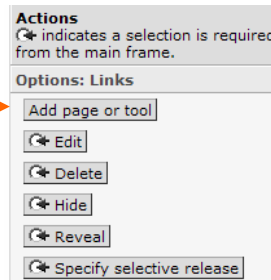 Actions
indicates a selection is required
from the main frame.
Options: Links
Add page or tool
Edit
Delete
Hide
Reveal
Specify selective release